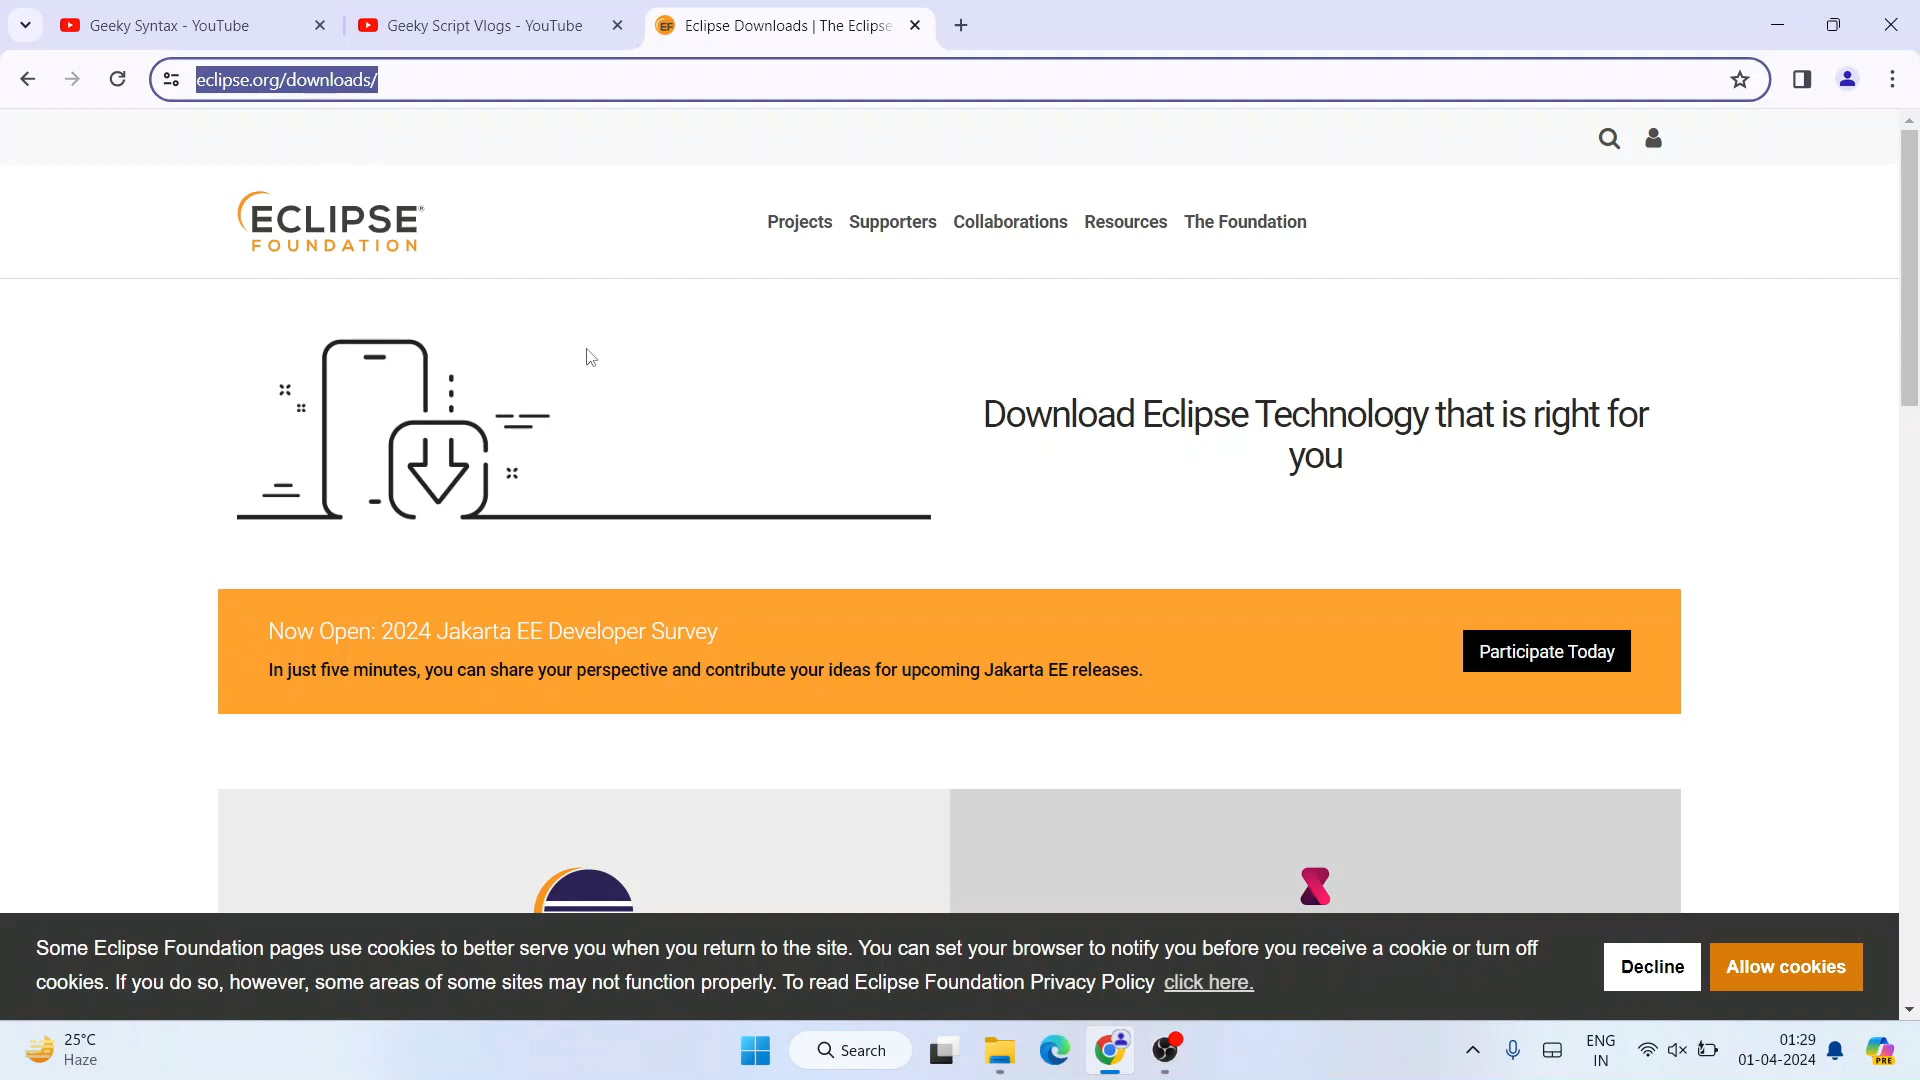 Geeky Syntax - YouTube
Geeky Script Vlogs - YouTube
EF Eclipse Downloads | The Eclipse
eclipse.org/downloads/
ECLIPSE®
FOUNDATION
Projects Supporters Collaborations Resources The Foundation
Download Eclipse Technology that is right for
you
Now Open: 2024 Jakarta EE Developer Survey
In just five minutes, you can share your perspective and contribute your ideas for upcoming Jakarta EE releases.
Participate Today
Some Eclipse Foundation pages use cookies to better serve you when you return to the site. You can set your browser to notify you before you receive a cookie or turn off
cookies. If you do so, however, some areas of some sites may not function properly. To read Eclipse Foundation Privacy Policy click here.
Decline
Allow cookies
25°C
Haze
Search
ENG
IN
01:29
01-04-2024
PRE